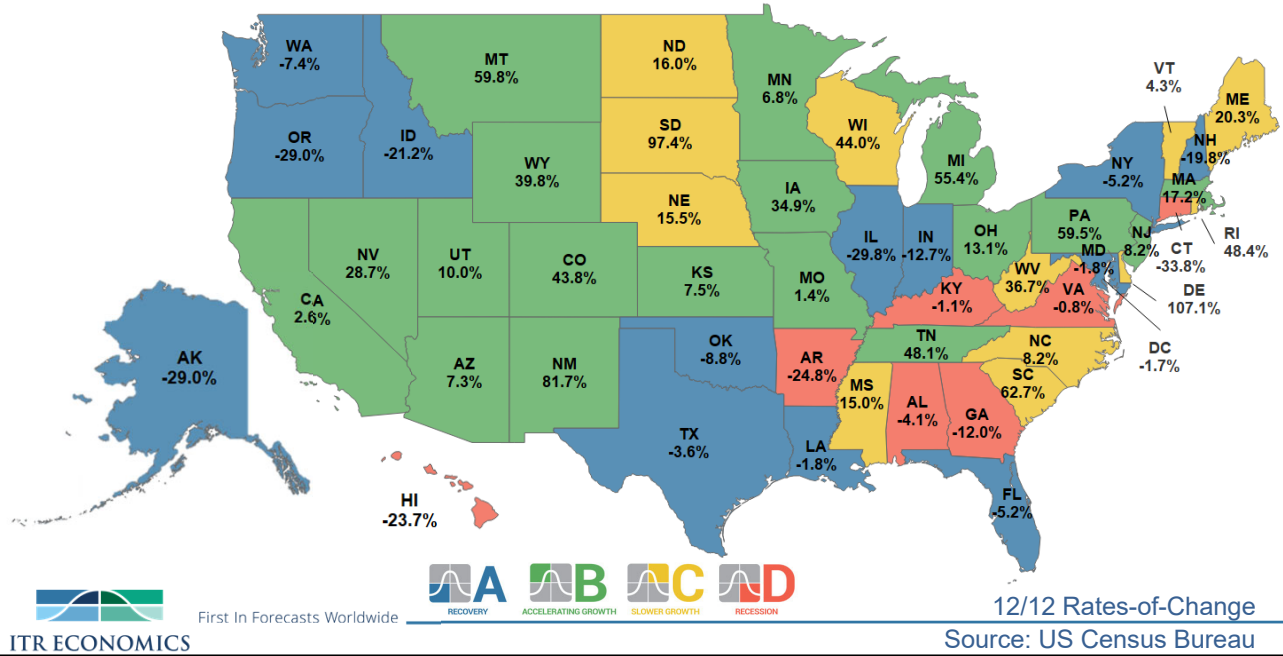 WA
-7.4%
MT
59.8%
ND
16.0%
MN
6.8%
VT
4.3%
ME
20.3%
OR
-29.0%
ID
-21.2%
SD
97.4%
WI
44.0%
MI
55.4%
NY
-5.2%
NH
-19.8%
WY
39.8%
MA
17.2%
IA
34.9%
NE
15.5%
PA
59.5%
NJ
8.2%
RI
48.4%
CT
-33.8%
OH
13.1%
IL
-29.8%
IN
-12.7%
MD
-1.8%
NV
28.7%
UT
10.0%
CO
43.8%
KS
7.5%
MO
1.4%
WV
36.7%
KY
-1.1%
VA
-0.8%
DE
107.1%
CA
2.6%
TN
48.1%
NC
8.2%
DC
-1.7%
AK
-29.0%
AZ
7.3%
NM
81.7%
OK
-8.8%
AR
-24.8%
MS
15.0%
SC
62.7%
AL
-4.1%
GA
-12.0%
TX
-3.6%
LA
-1.8%
HI
-23.7%
FL
-5.2%
A
RECOVERY
B
ACCELERATING GROWTH
C
SLOWER GROWTH
D
RECESSION
ITR ECONOMICS
First In Forecasts Worldwide
12/12 Rates-of-Change
Source: US Census Bureau